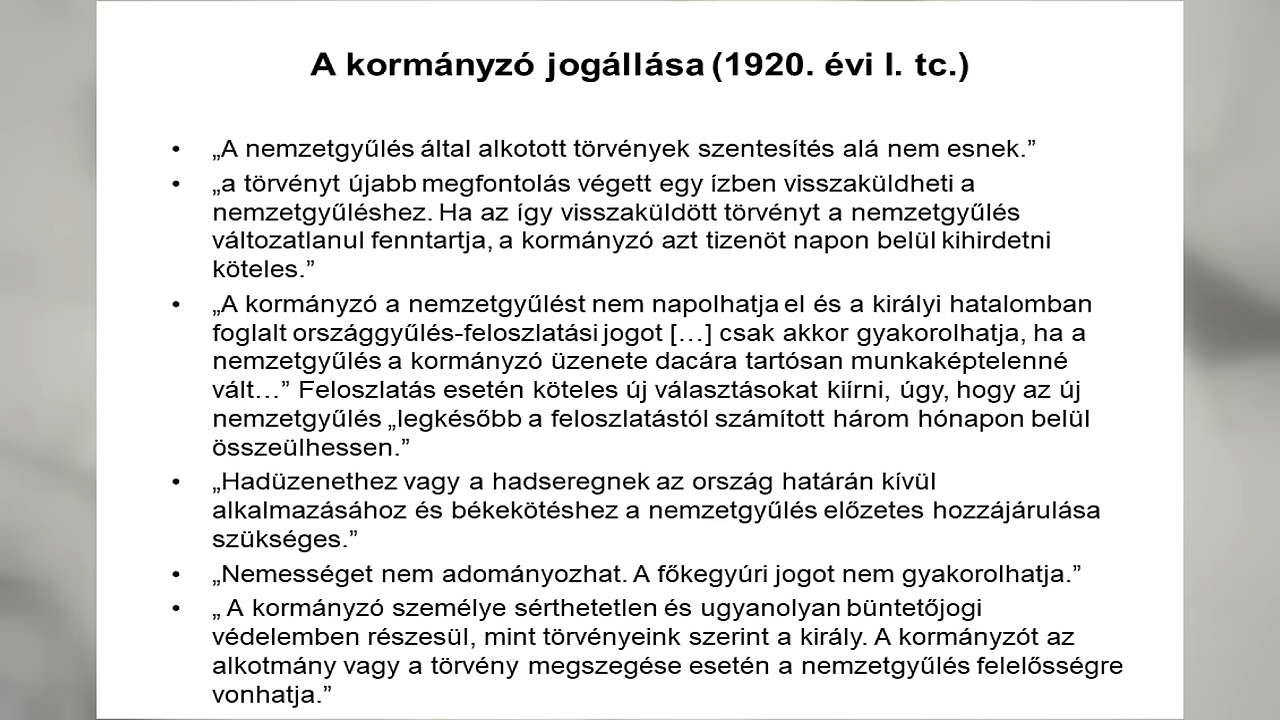 A kormányzó jogállása (1920. évi I. tc.)
• „A nemzetgyűlés által alkotott törvények szentesítés alá nem esnek.”
• „a törvényt újabb megfontolás végett egy ízben visszaküldheti a
nemzetgyűléshez. Ha az így visszaküldött törvényt a nemzetgyűlés
változatlanul fenntartja, a kormányzó azt tizenöt napon belül kihirdetni
köteles.”
• „A kormányzó a nemzetgyűlést nem napolhatja el és a királyi hatalomban
foglalt országgyűlés-feloszlatási jogot […] csak akkor gyakorolhatja, ha a
nemzetgyűlés a kormányzó üzenete dacára tartósan munkaképtelenné
vált…” Feloszlatás esetén köteles új választásokat kiírni, úgy, hogy az új
nemzetgyűlés „legkésőbb a feloszlatástól számított három hónapon belül
összeülhessen.”
• „Hadüzenethez vagy a hadseregnek az ország határán kívül
alkalmazásához és békekötéshez a nemzetgyűlés előzetes hozzájárulása
szükséges.”
• „Nemességet nem adományozhat. A főkegyúri jogot nem gyakorolhatja.”
• „ A kormányzó személye sérthetetlen és ugyanolyan büntetőjogi
védelemben részesül, mint törvényeink szerint a király. A kormányzót az
alkotmány vagy a törvény megszegése esetén a nemzetgyűlés felelősségre
vonhatja.”